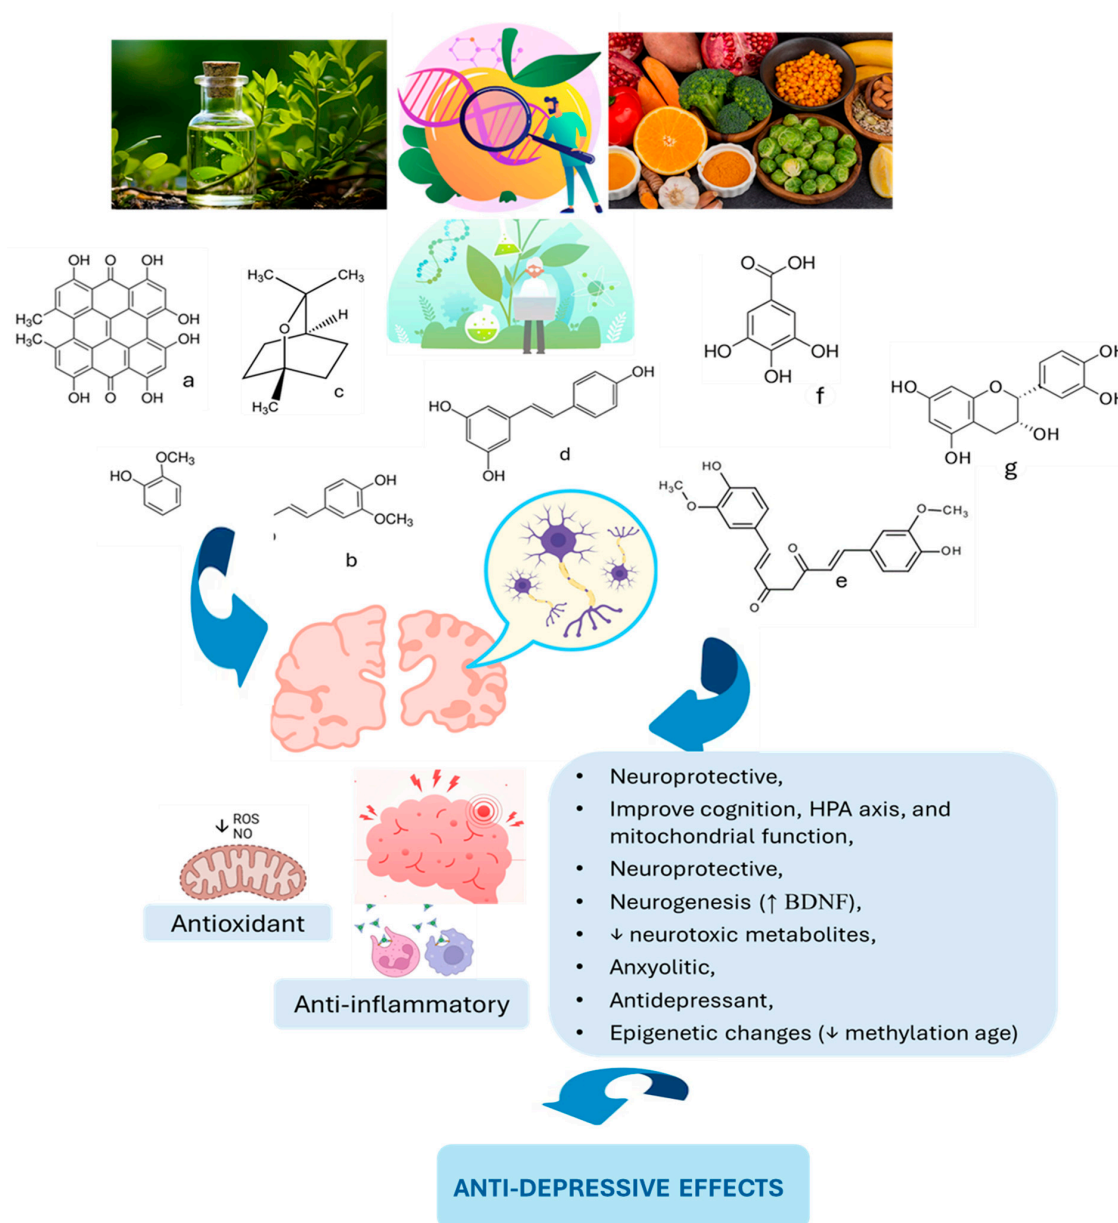 OH O OH
H₃C OH
H₃C OH
OH O OH
a
H₃C CH₃
O H
H₃C
c
O OH
HO OH
OH
f
OH
HO
OH
d
HO O OH
OH
OH
OH
g
OCH₃
HO
OH
OCH₃
b
HO
H₃C O
O O CH₃
OH
O
e
• Neuroprotective,
• Improve cognition, HPA axis, and
mitochondrial function,
• Neuroprotective,
• Neurogenesis (↑ BDNF),
• ↓ neurotoxic metabolites,
• Anxyolitic,
• Antidepressant,
• Epigenetic changes (↓ methylation age)
↓ ROS
NO
Antioxidant
Anti-inflammatory
ANTI-DEPRESSIVE EFFECTS